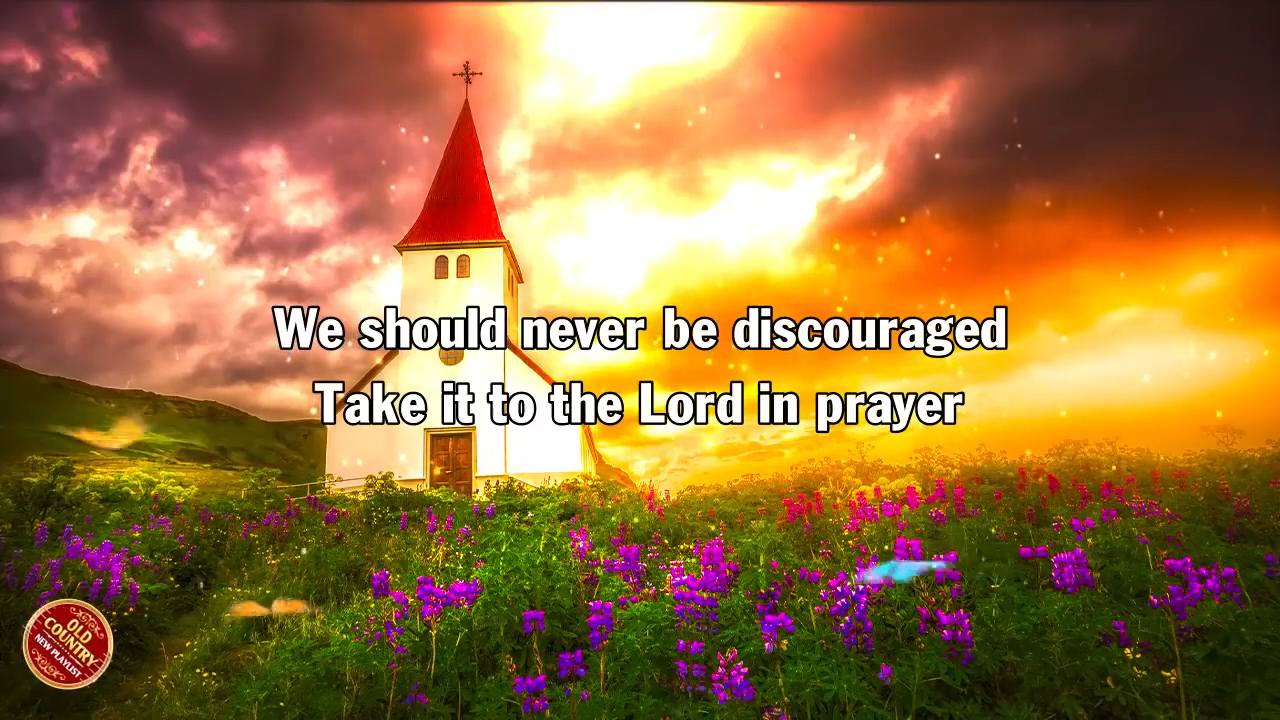 We should never be discouraged
Take it to the Lord in prayer
OLD
COUNTRY
NEW PLAYLIST